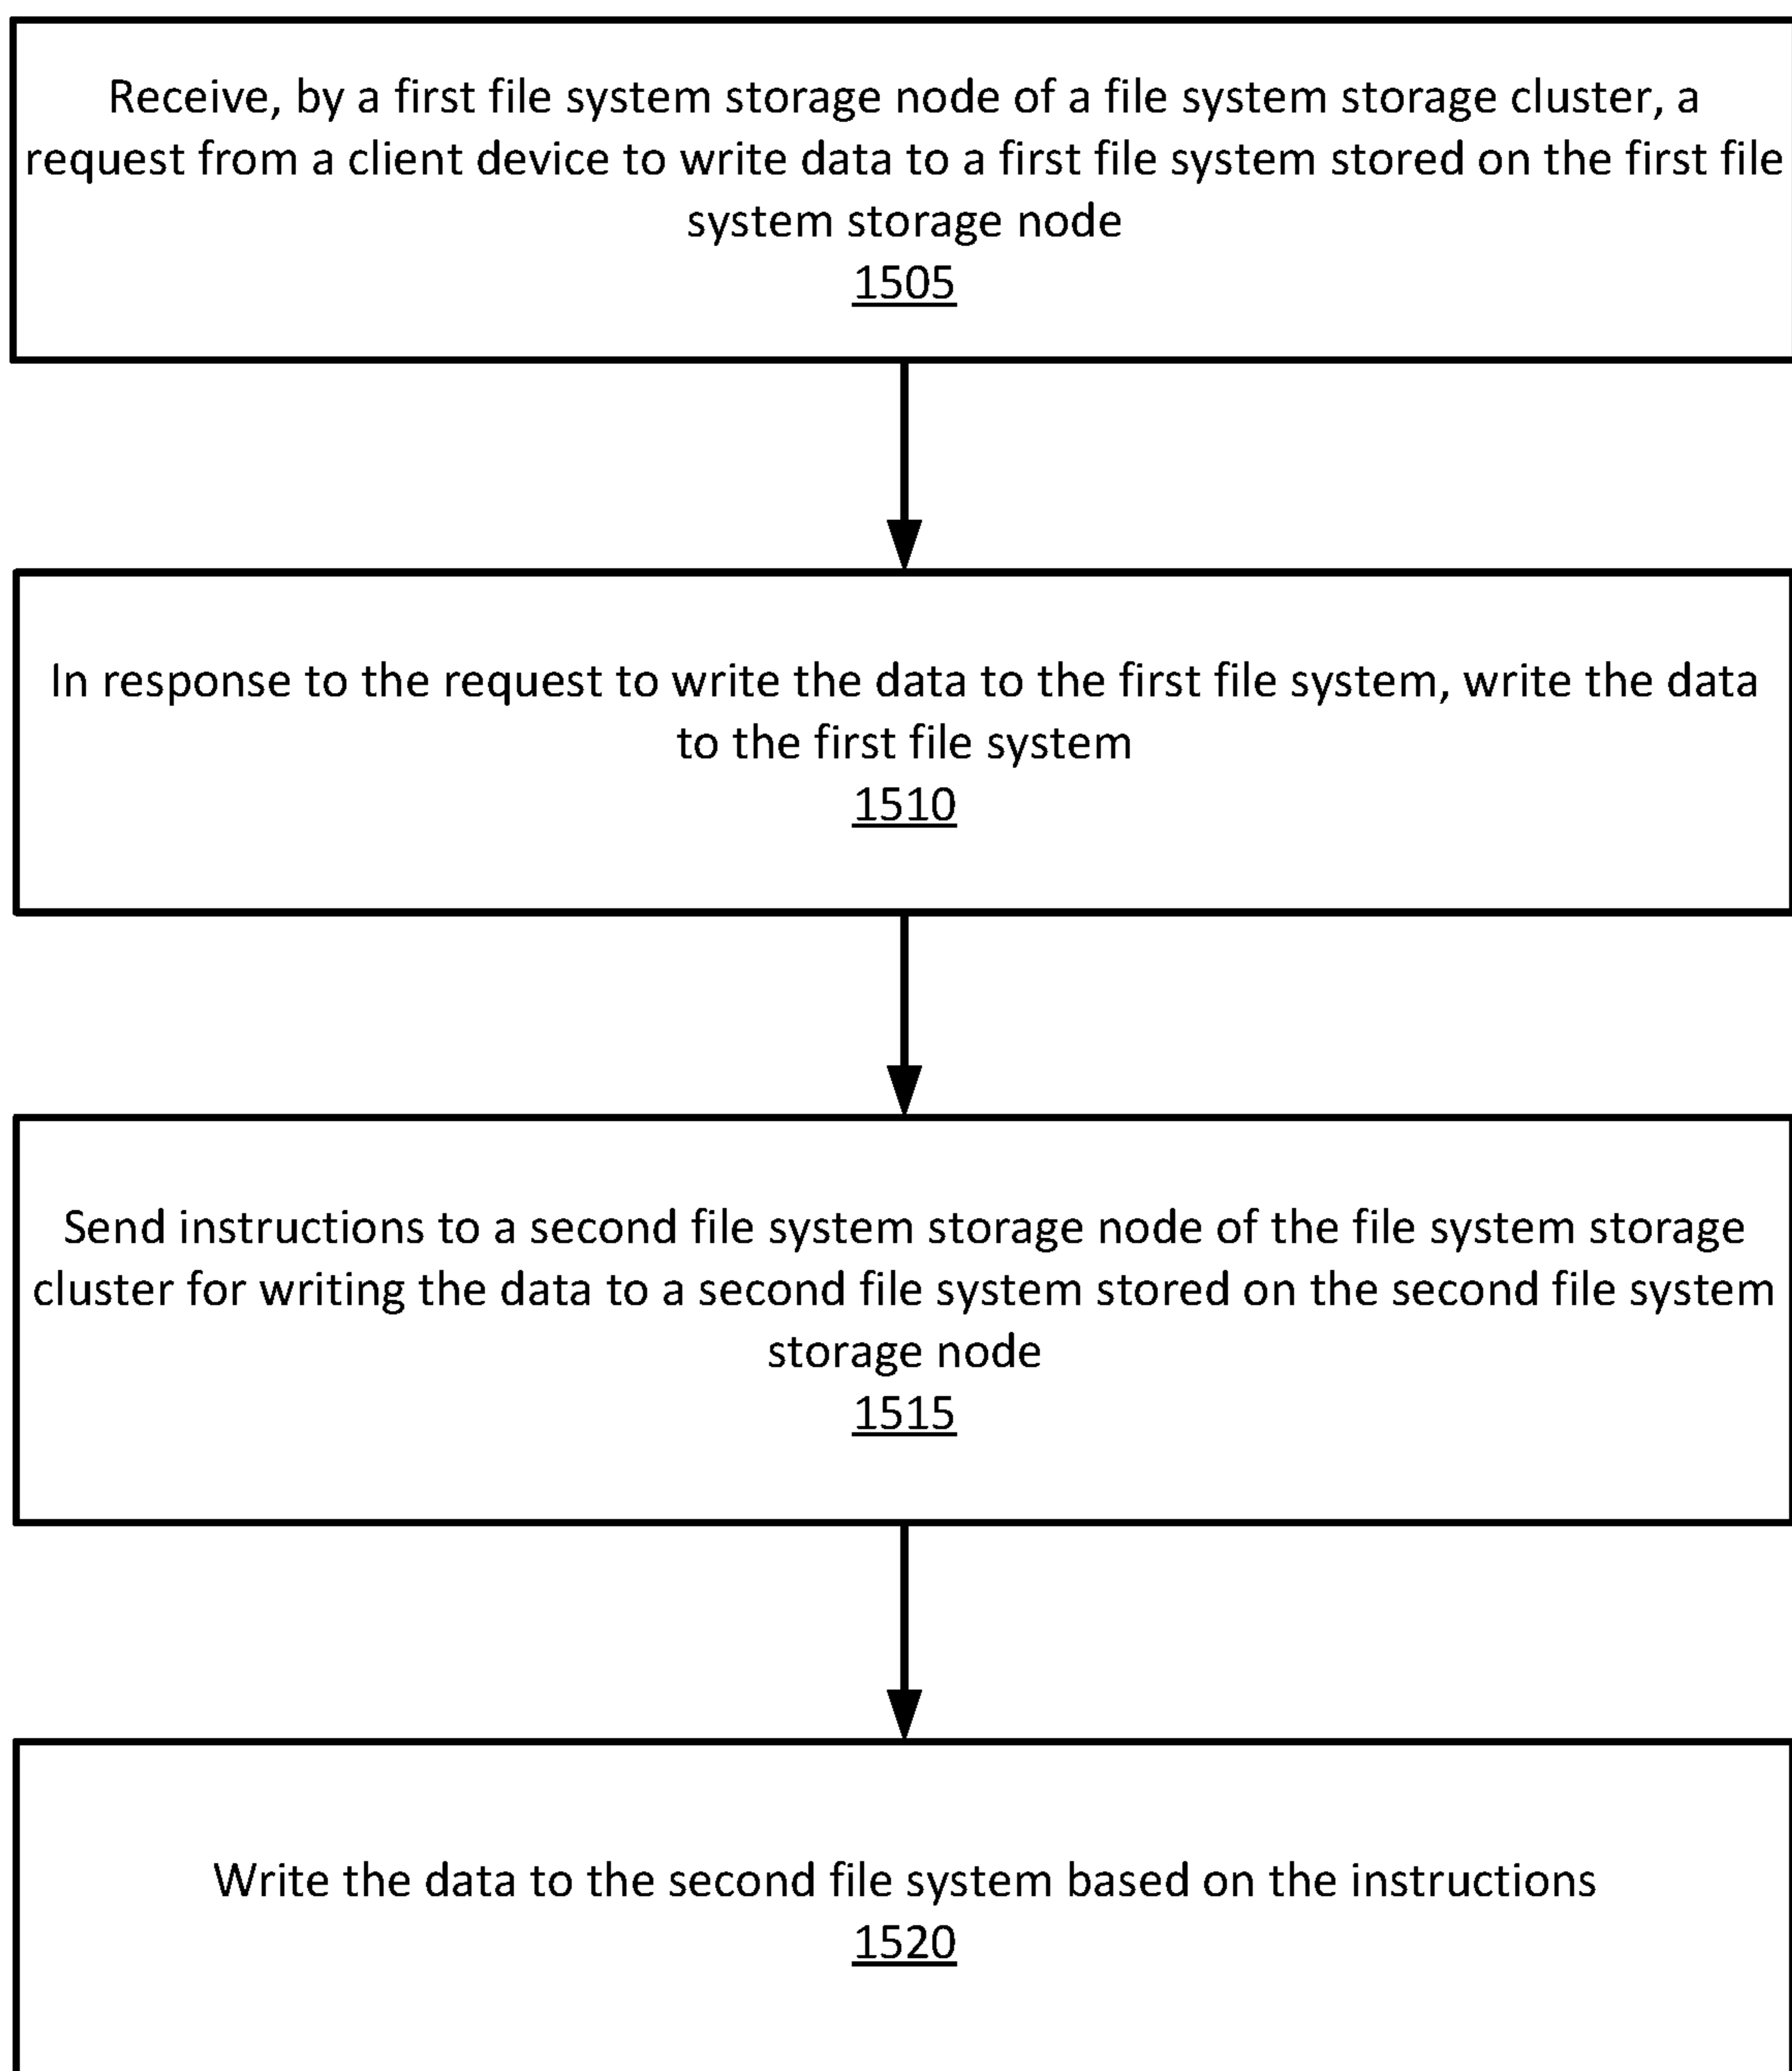 Receive, by a first file system storage node of a file system storage cluster, a
request from a client device to write data to a first file system stored on the first file
system storage node
1505
In response to the request to write the data to the first file system, write the data
to the first file system
1510
Send instructions to a second file system storage node of the file system storage
cluster for writing the data to a second file system stored on the second file system
storage node
1515
Write the data to the second file system based on the instructions
1520